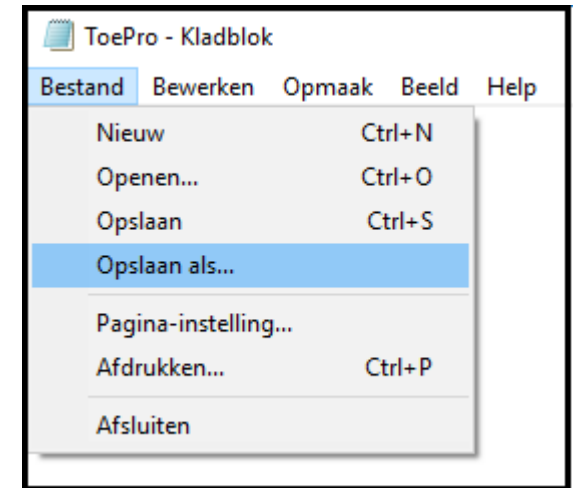 ToePro - Kladblok
Bestand Bewerken Opmaak Beeld Help
Nieuw Ctrl+N
Openen... Ctrl+O
Opslaan Ctrl+S
Opslaan als...
Pagina-instelling...
Afdrukken... Ctrl+P
Afsluiten